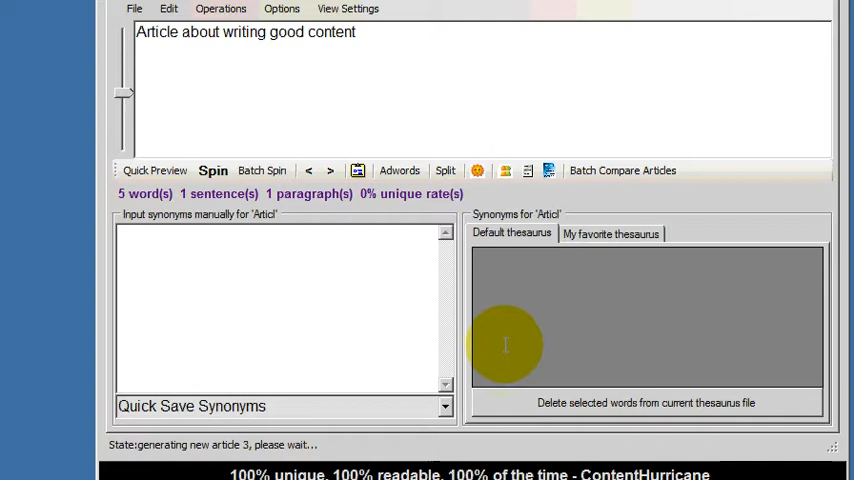 File Edit Operations Options View Settings
Article about writing good content
Quick Preview Spin Batch Spin < > Adwords Split Batch Compare Articles
5 word(s) 1 sentence(s) 1 paragraph(s) 0% unique rate(s)
Input synonyms manually for 'Articl' Synonyms for 'Articl'
Default thesaurus My favorite thesaurus
Quick Save Synonyms Delete selected words from current thesaurus file
State:generating new article 3, please wait...
100% unique, 100% readable, 100% of the time - ContentHurricane